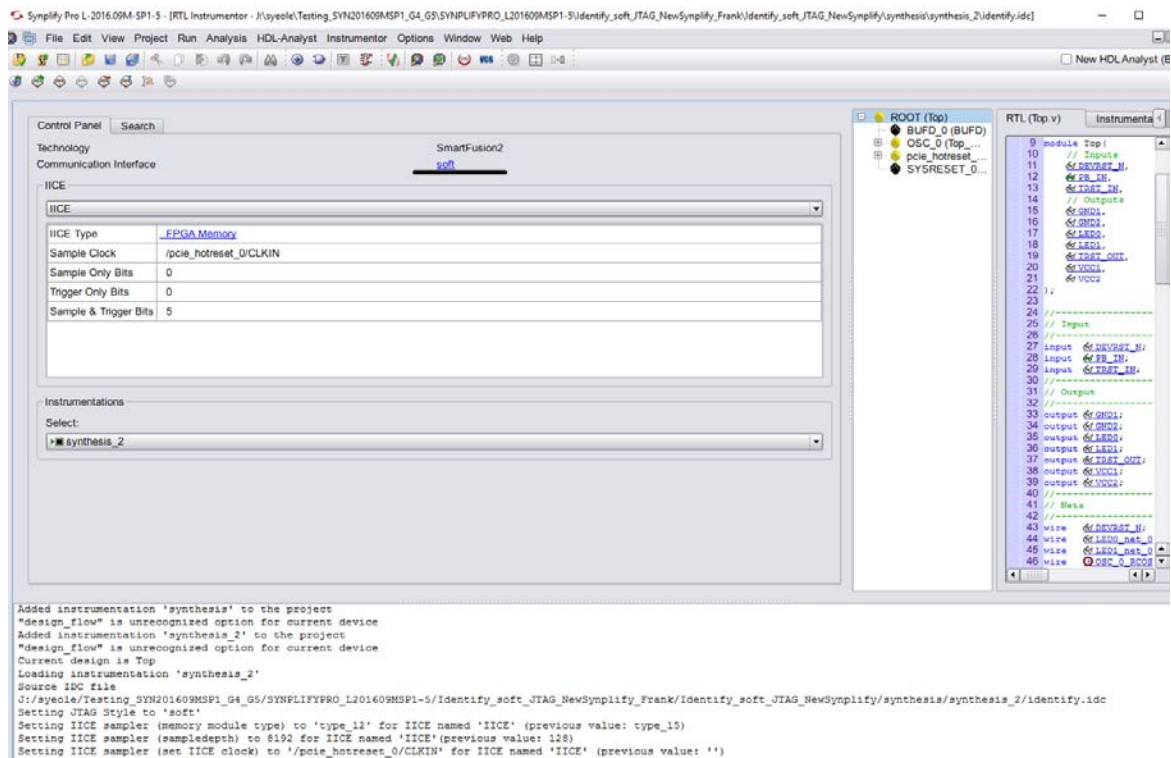 Synplify Pro L-2016.09M-SP1-5 - [RTL Instrumentor - J:\syeole\Testing_SYN201609MSP1_G4_G5\SYNPLIFYPRO_L201609MSP1-5\Identify_soft_JTAG_NewSynplify_Frank\Identify_soft_JTAG_NewSynplify\synthesis\synthesis_2\identify.idc]
File Edit View Project Run Analysis HDL-Analyst Instrumentor Options Window Web Help
New HDL Analyst
Control Panel Search
Technology SmartFusion2
Communication Interface soft
IICE
IICE
IICE Type FPGA Memory
Sample Clock /pcie_hotreset_0/CLKIN
Sample Only Bits 0
Trigger Only Bits 0
Sample & Trigger Bits 5
Instrumentations
Select:
synthesis_2
ROOT (Top)
BUFD_0 (BUFD)
OSC_0 (Top_...
pcie_hotreset_...
SYSRESET_0...
RTL (Top.v) Instrumenta
9 module Top(
10 // Inputs
11 DEVRST_N,
12 PB_IN,
13 TRST_IN,
14 // Outputs
15 GND1,
16 GND2,
17 LED0,
18 LED1,
19 TRST_OUT,
20 VCC1,
21 VCC2
22 );
23
24 //------------------
25 // Input
26 //------------------
27 input DEVRST_N;
28 input PB_IN;
29 input TRST_IN;
30 //------------------
31 // Output
32 //------------------
33 output GND1;
34 output GND2;
35 output LED0;
36 output LED1;
37 output TRST_OUT;
38 output VCC1;
39 output VCC2;
40 //------------------
41 // Nets
42 //------------------
43 wire DEVRST_N;
44 wire LED0_net_0
45 wire LED1_net_0
46 wire OSC_0_RCOS
Added instrumentation 'synthesis' to the project
"design_flow" is unrecognized option for current device
Added instrumentation 'synthesis_2' to the project
"design_flow" is unrecognized option for current device
Current design is Top
Loading instrumentation 'synthesis_2'
Source IDC file
J:/syeole/Testing_SYN201609MSP1_G4_G5/SYNPLIFYPRO_L201609MSP1-5/Identify_soft_JTAG_NewSynplify_Frank/Identify_soft_JTAG_NewSynplify/synthesis/synthesis_2/identify.idc
Setting JTAG Style to 'soft'
Setting IICE sampler (memory module type) to 'type_12' for IICE named 'IICE' (previous value: type_15)
Setting IICE sampler (sampledepth) to 8192 for IICE named 'IICE'(previous value: 128)
Setting IICE sampler (set IICE clock) to '/pcie_hotreset_0/CLKIN' for IICE named 'IICE' (previous value: '')